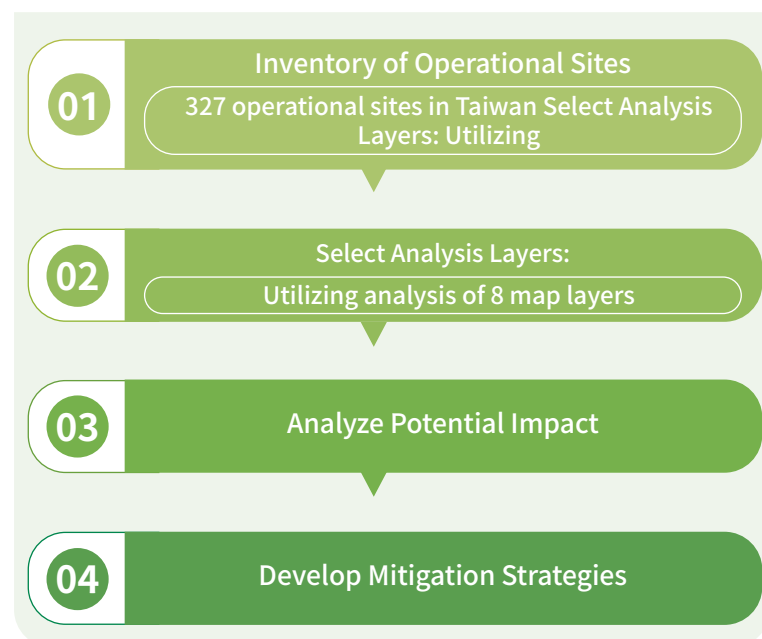 01
Inventory of Operational Sites
327 operational sites in Taiwan Select Analysis
Layers: Utilizing
02
Select Analysis Layers:
Utilizing analysis of 8 map layers
03
Analyze Potential Impact
04
Develop Mitigation Strategies